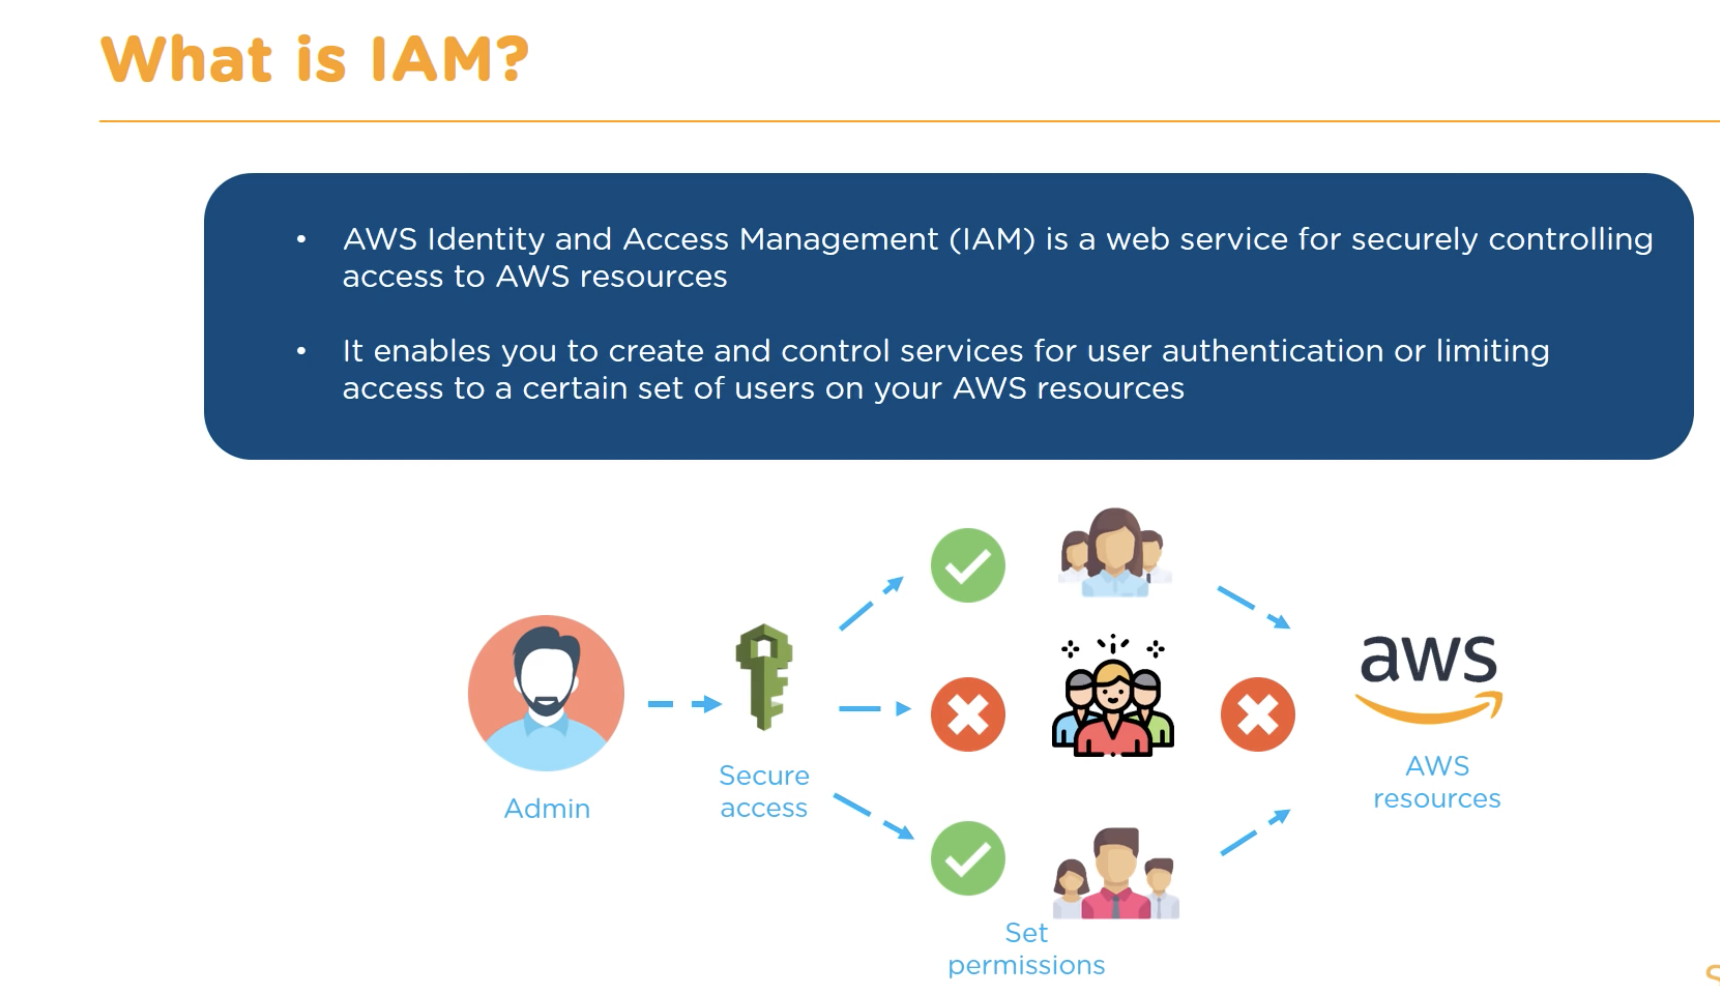 What is IAM?
• AWS Identity and Access Management (IAM) is a web service for securely controlling
access to AWS resources
• It enables you to create and control services for user authentication or limiting
access to a certain set of users on your AWS resources
Admin
Secure
access
Set
permissions
aws
AWS
resources